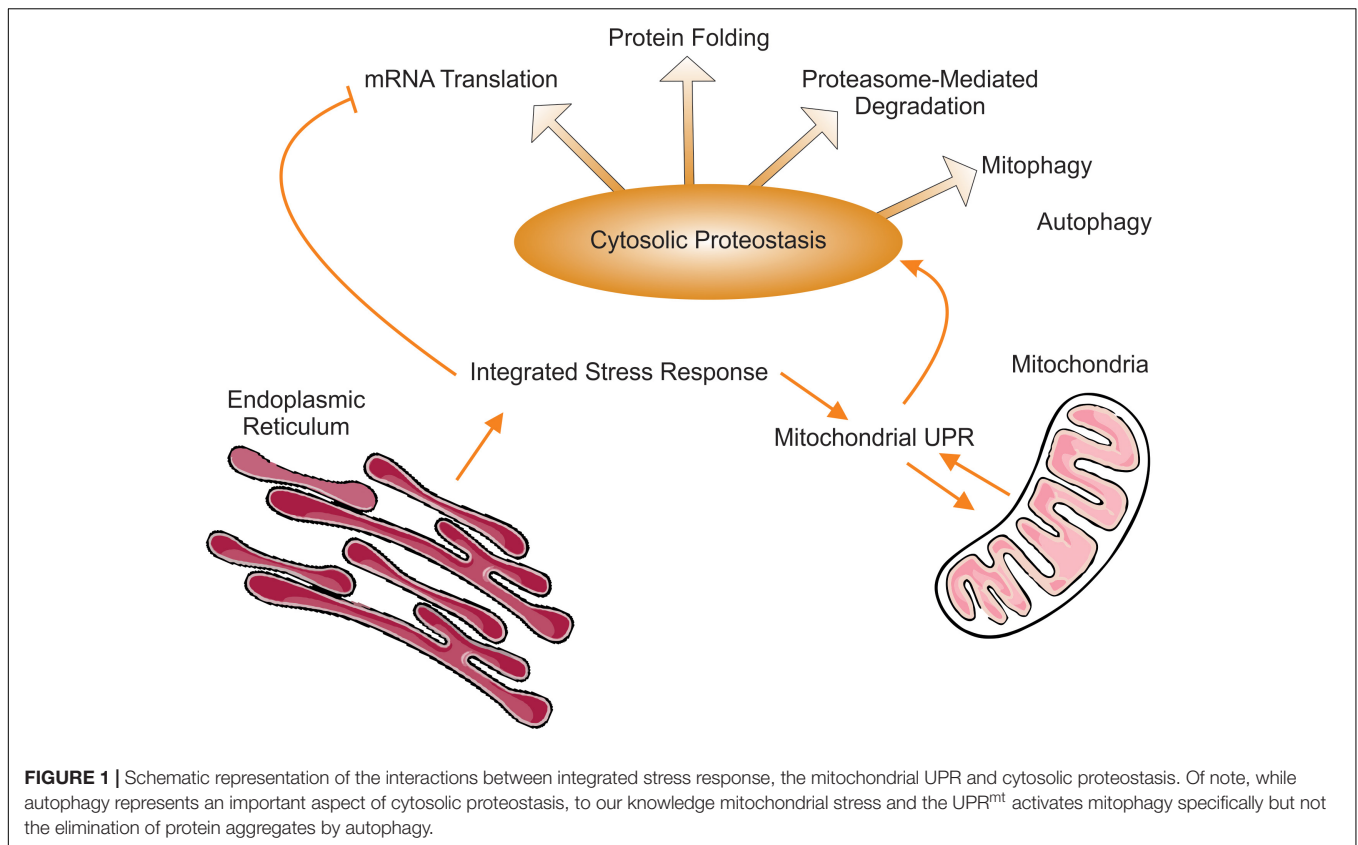 Protein Folding
mRNA Translation
Proteasome-Mediated
Degradation
Mitophagy
Autophagy
Cytosolic Proteostasis
Integrated Stress Response
Mitochondria
Endoplasmic
Reticulum
Mitochondrial UPR
FIGURE 1 | Schematic representation of the interactions between integrated stress response, the mitochondrial UPR and cytosolic proteostasis. Of note, while
autophagy represents an important aspect of cytosolic proteostasis, to our knowledge mitochondrial stress and the UPRmt activates mitophagy specifically but not
the elimination of protein aggregates by autophagy.